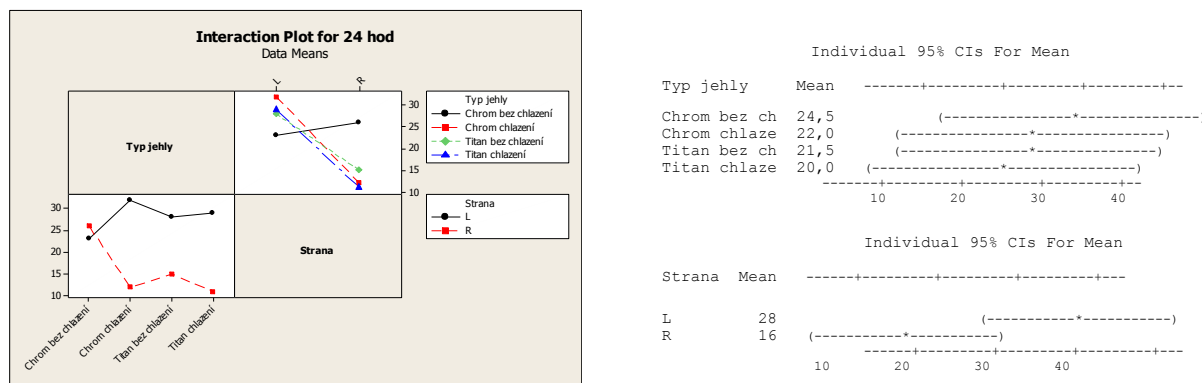 Interaction Plot for 24 hod
Data Means
L R
Typ jehly
30
25
20
15
10
Typ jehly
Chrom bez chlazení
Chrom chlazení
Titan bez chlazení
Titan chlazení
30
25
20
15
10
Strana
Strana
L
R
Chrom bez chlazení
Chrom chlazení
Titan bez chlazení
Titan chlazení
Individual 95% CIs For Mean
Typ jehly Mean ------+---------+---------+---------+--
Chrom bez ch 24,5 (----------------*----------------)
Chrom chlaze 22,0 (----------------*----------------)
Titan bez ch 21,5 (----------------*---------------)
Titan chlaze 20,0 (----------------*----------------)
-------+---------+---------+---------+---
10 20 30 40
Individual 95% CIs For Mean
Strana Mean ------+---------+---------+---------+---
L 28 (-----------*-----------)
R 16 (-----------*-----------)
------+---------+---------+---------+---
10 20 30 40